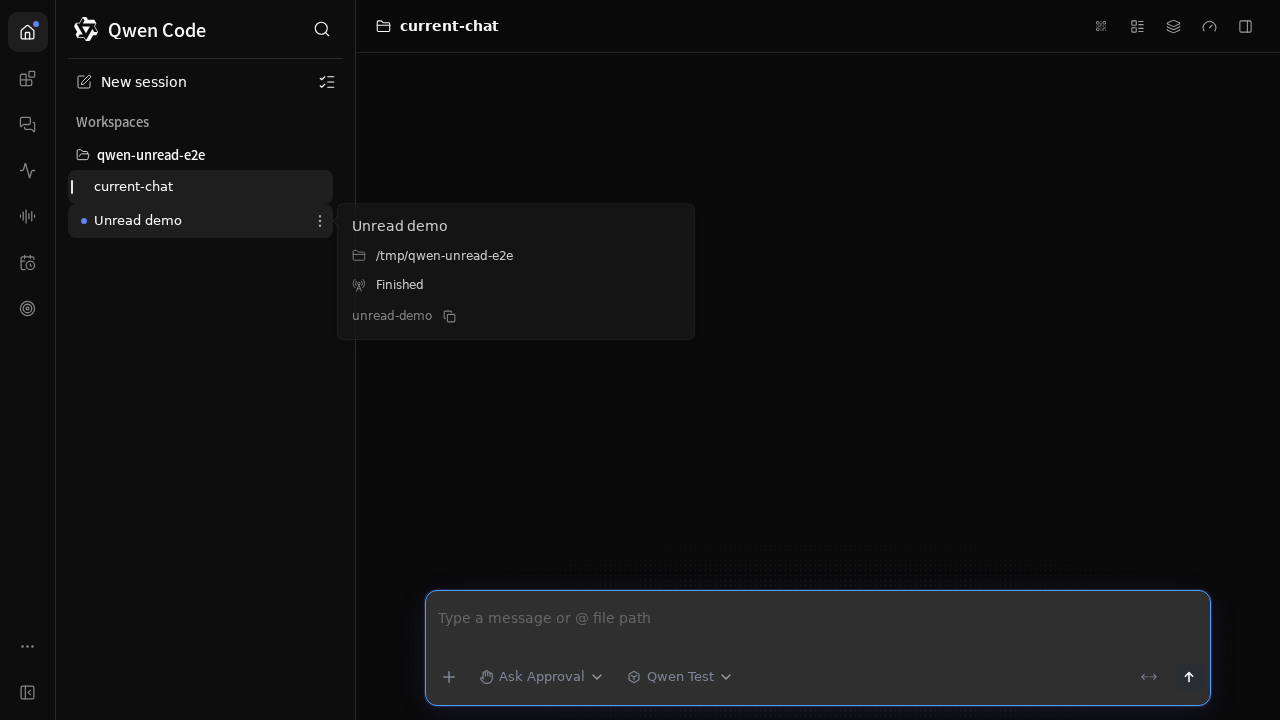 Qwen Code
New session
Workspaces
qwen-unread-e2e
current-chat
Unread demo
current-chat
Unread demo
/tmp/qwen-unread-e2e
Finished
unread-demo
Type a message or @ file path
Ask Approval
Qwen Test